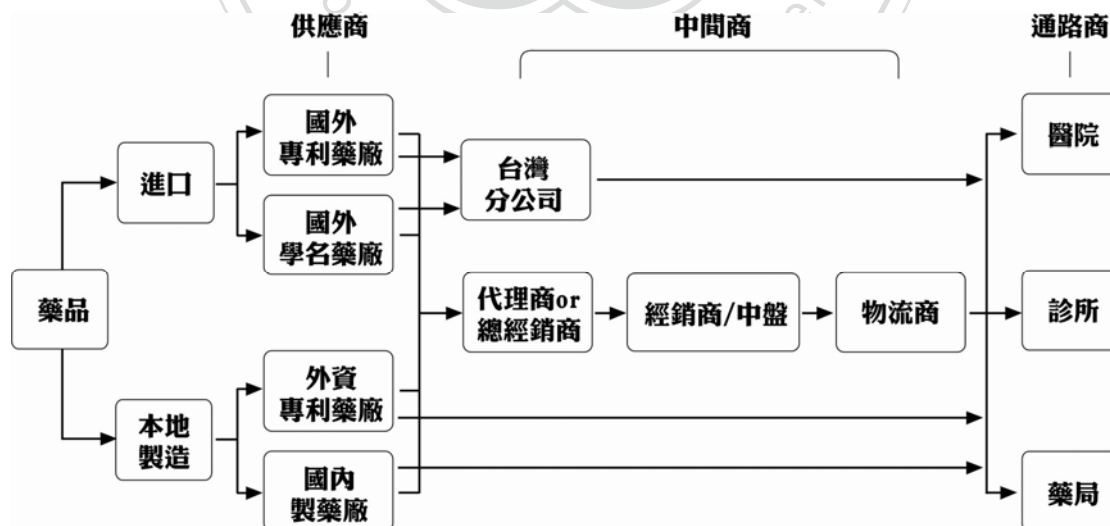 供應商
中間商
通路商
國外
專利藥廠
醫院
進口
台灣
分公司
國外
學名藥廠
藥品
代理商or
總經銷商
經銷商/中盤
物流商
診所
外資
專利藥廠
本地
製造
國內
製藥廠
藥局